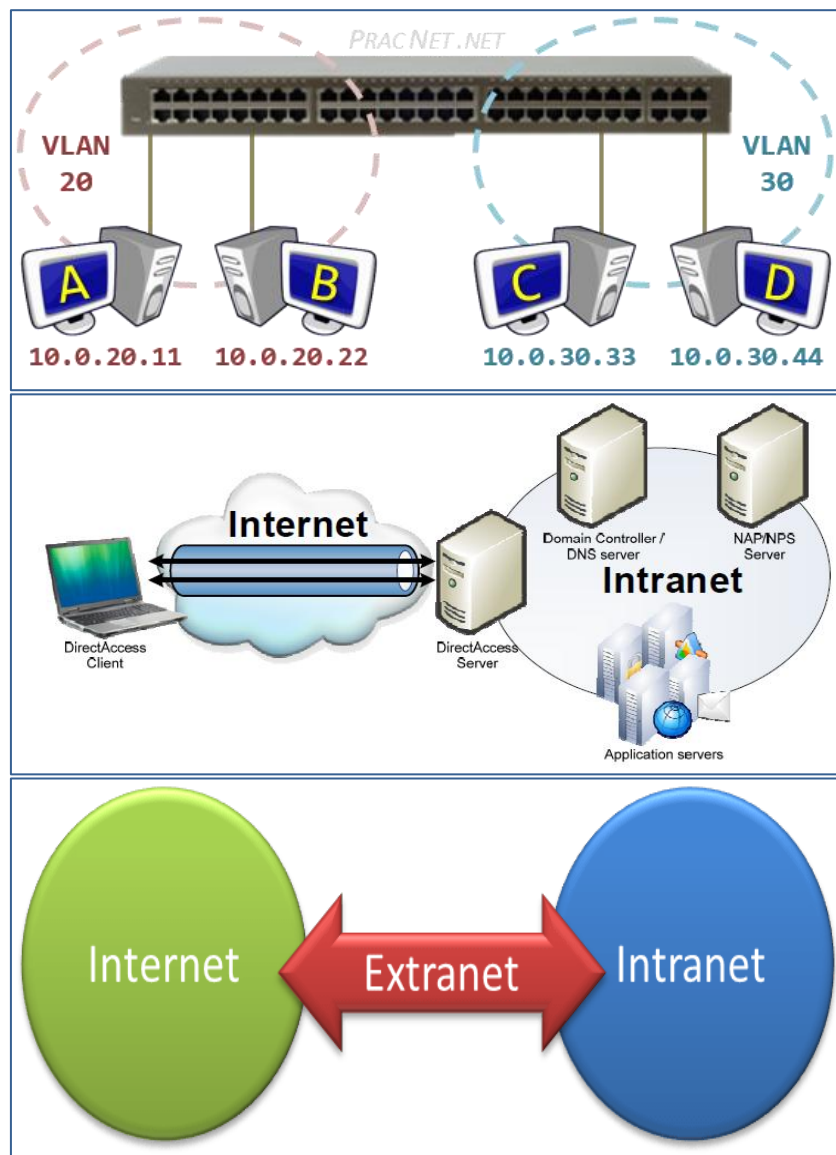 PRACNET.NET
VLAN
20
VLAN
30
A
B
C
D
10.0.20.11
10.0.20.22
10.0.30.33
10.0.30.44
Internet
Intranet
Domain Controller /
DNS server
NAP/NPS
Server
DirectAccess
Client
DirectAccess
Server
Application servers
Internet
Extranet
Intranet